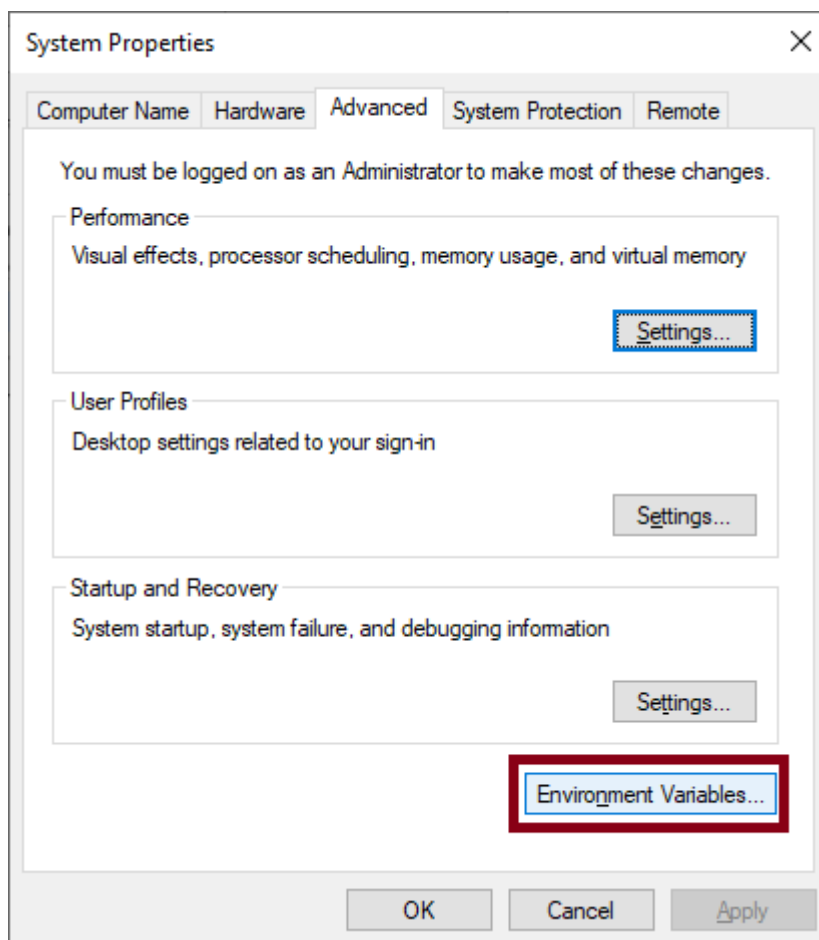 System Properties
Computer Name Hardware Advanced System Protection Remote
You must be logged on as an Administrator to make most of these changes.
Performance
Visual effects, processor scheduling, memory usage, and virtual memory
Settings...
User Profiles
Desktop settings related to your sign-in
Settings...
Startup and Recovery
System startup, system failure, and debugging information
Settings...
Environment Variables...
OK Cancel Apply